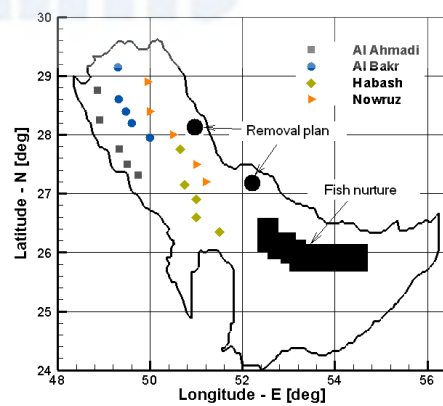 30
29
28
27
26
25
24
Latitude - N [deg]
Al Ahmadi
Al Bakr
Habash
Nowruz
Removal plan
Fish nurture
48
50
52
54
56
Longitude - E [deg]